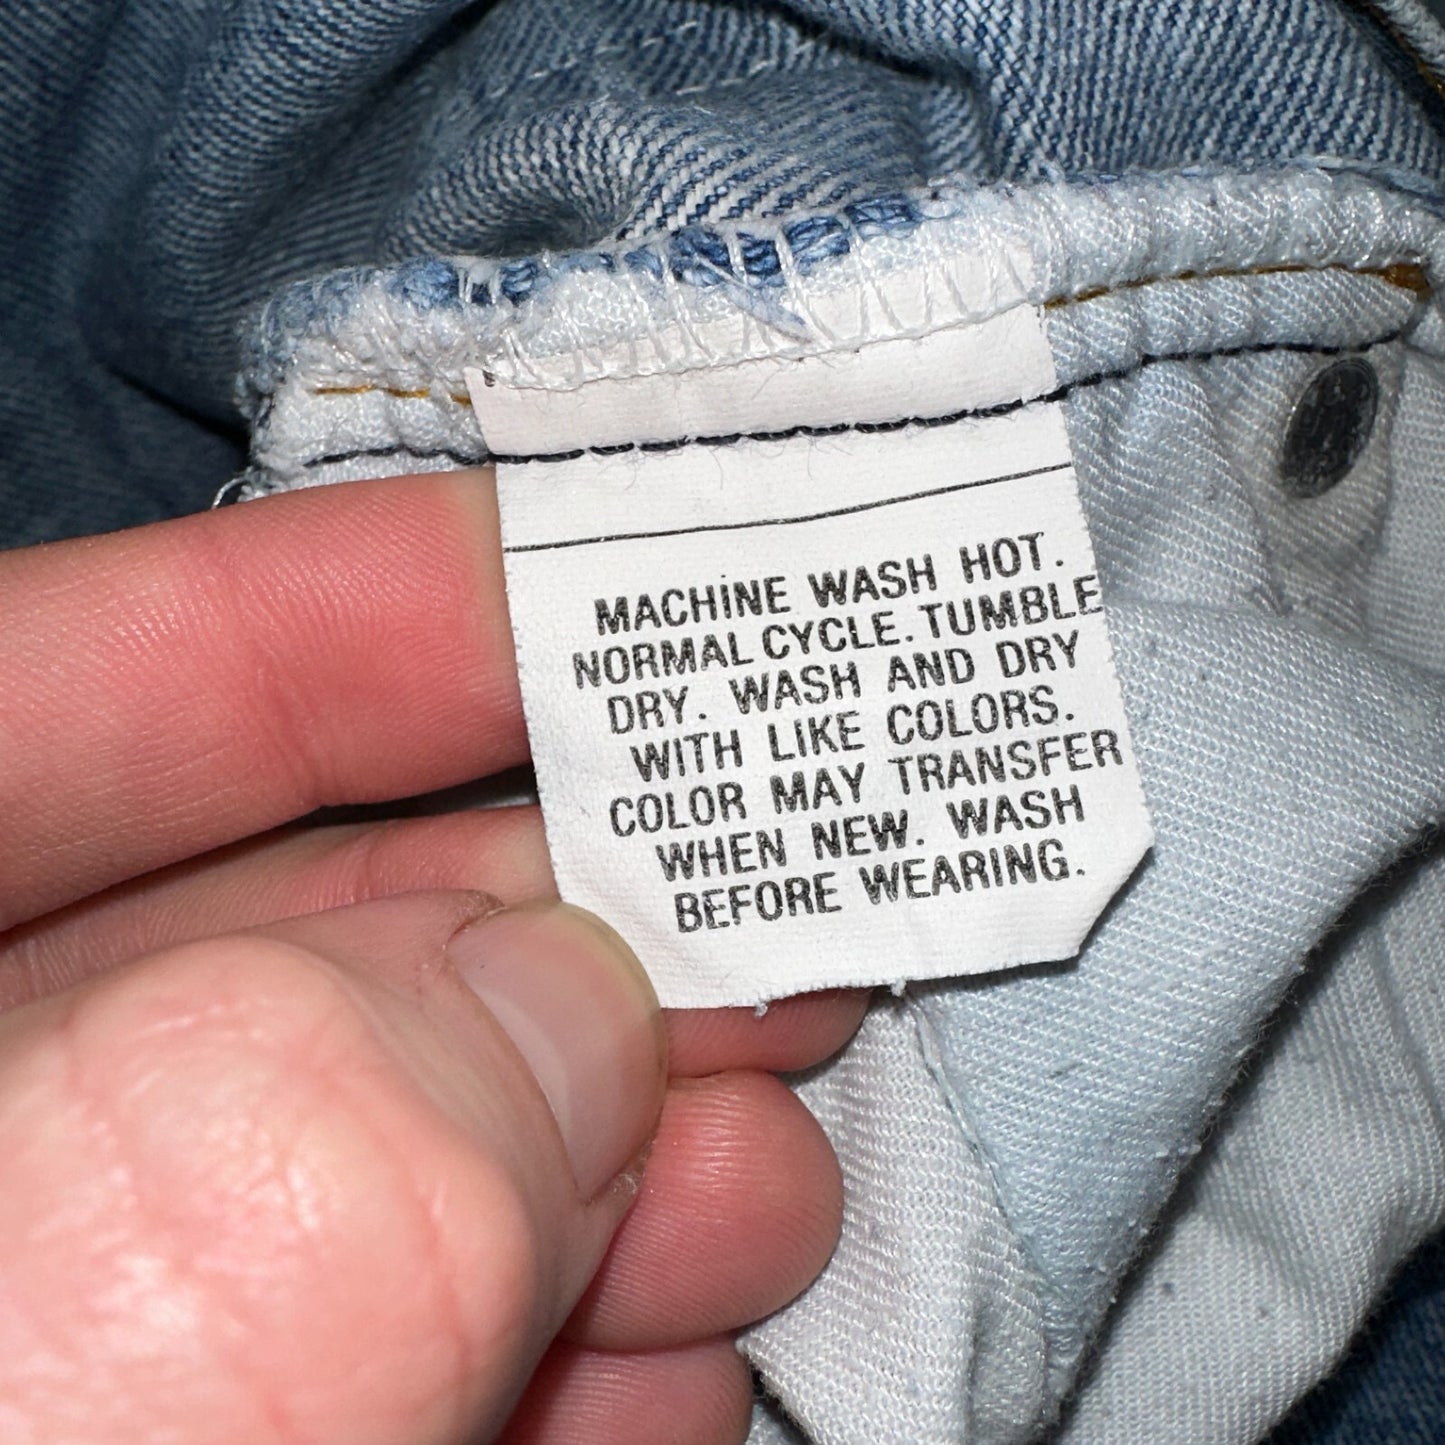 MACHINE WASH HOT.
NORMAL CYCLE. TUMBLE
DRY. WASH AND DRY
WITH LIKE COLORS.
COLOR MAY TRANSFER
WHEN NEW. WASH
BEFORE WEARING.